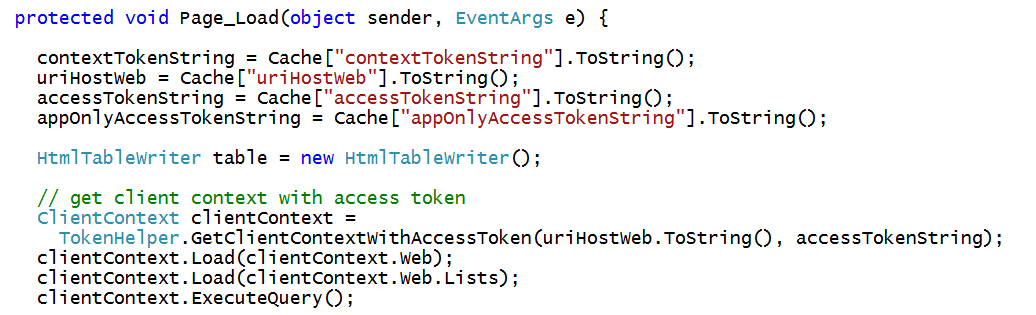 protected void Page_Load(object sender, EventArgs e) {
contextTokenString = Cache["contextTokenString"].ToString();
uriHostWeb = Cache["uriHostWeb"].ToString();
accessTokenString = Cache["accessTokenString"].ToString();
appOnlyAccessTokenString = Cache["appOnlyAccessTokenString"].ToString();
HtmlTableWriter table = new HtmlTableWriter();
// get client context with access token
ClientContext clientContext =
TokenHelper.GetClientContextWithAccessToken(uriHostWeb.ToString(), accessTokenString);
clientContext.Load(clientContext.Web);
clientContext.Load(clientContext.Web.Lists);
clientContext.ExecuteQuery();